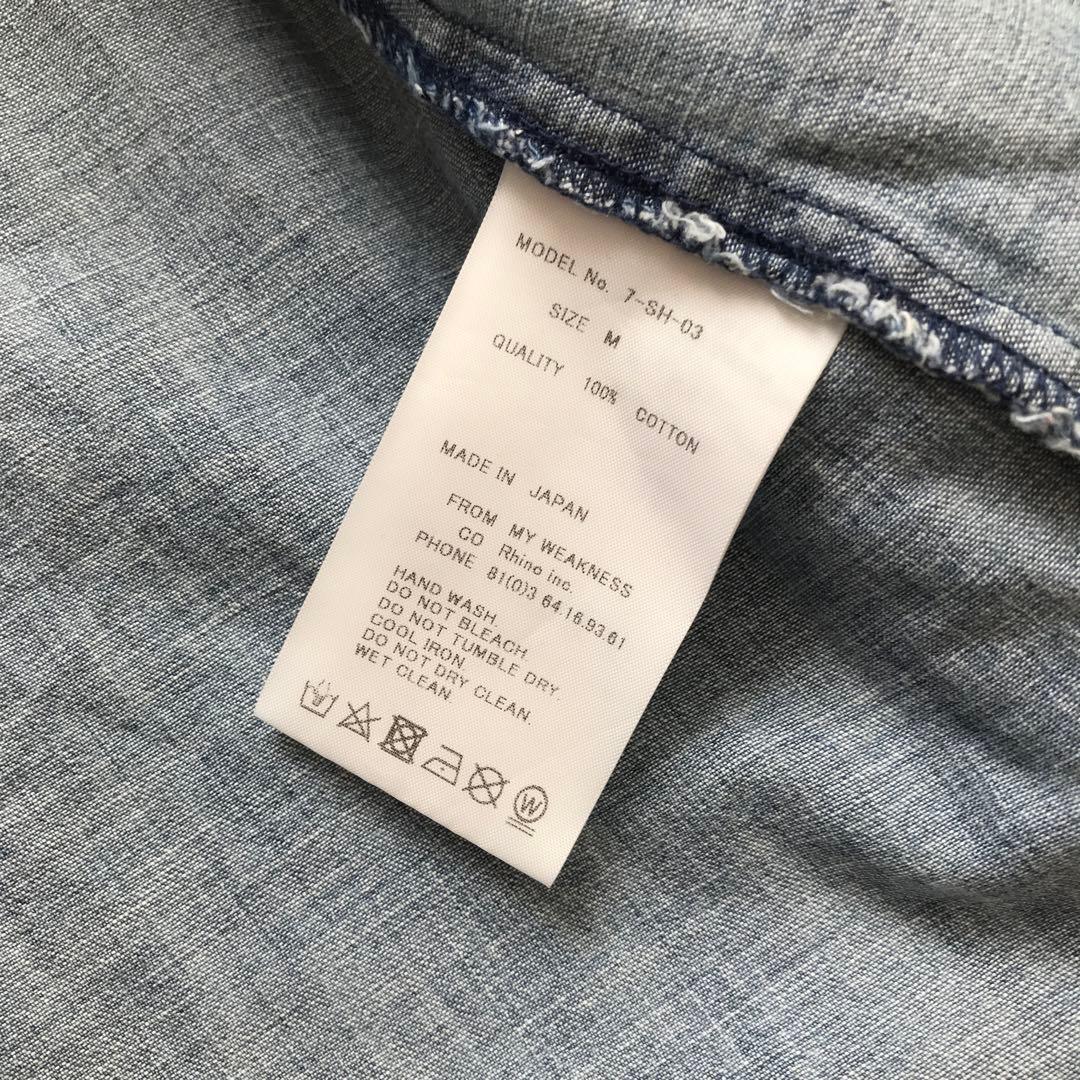 MODEL No. 7-SH-03
SIZE M
QUALITY 100% COTTON
MADE IN JAPAN
FROM MY WEAKNESS
CO Rhino inc.
PHONE 81(0)3 6416.93.61
HAND WASH.
DO NOT BLEACH.
DO NOT TUMBLE DRY.
COOL IRON.
DO NOT DRY CLEAN.
WET CLEAN.
W